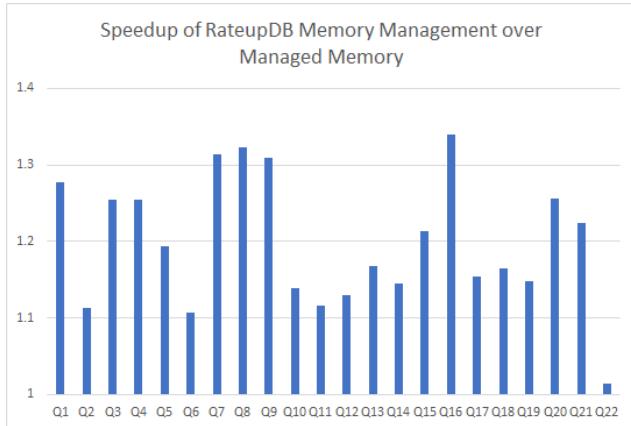 Speedup of RateupDB Memory Management over
Managed Memory
1.4
1.3
1.2
1.1
1
Q1 Q2 Q3 Q4 Q5 Q6 Q7 Q8 Q9 Q10 Q11 Q12 Q13 Q14 Q15 Q16 Q17 Q18 Q19 Q20 Q21 Q22